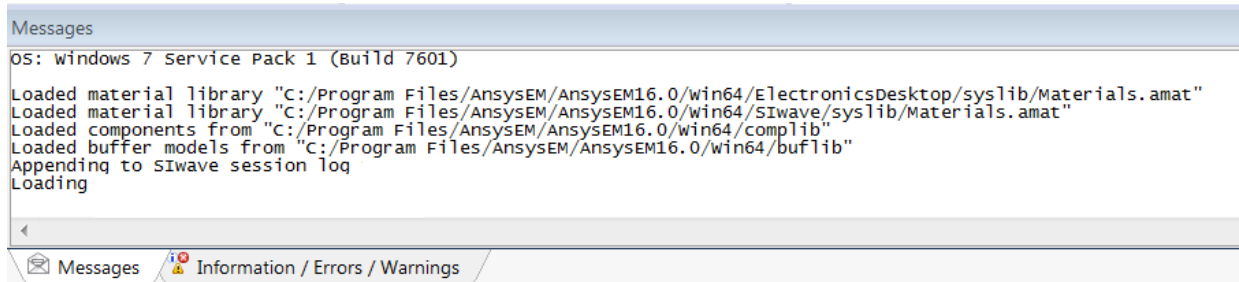 Messages
OS: Windows 7 Service Pack 1 (Build 7601)
Loaded material library "C:/Program Files/AnsysEM/AnsysEM16.0/Win64/ElectronicsDesktop/syslib/Materials.amat"
Loaded material library "C:/Program Files/AnsysEM/AnsysEM16.0/Win64/SIwave/syslib/Materials.amat"
Loaded components from "C:/Program Files/AnsysEM/AnsysEM16.0/Win64/complib"
Loaded buffer models from "C:/Program Files/AnsysEM/AnsysEM16.0/Win64/buflib"
Appending to SIwave session log
Loading
Messages Information / Errors / Warnings